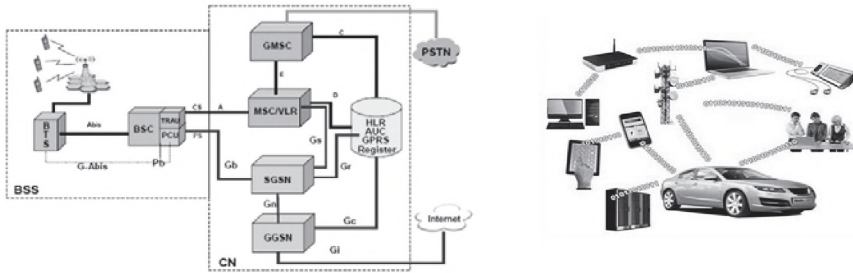 GMSC
C
PSTN
E
CS
A
MSC/VLR
D
BTS
Abis
BSC
TRAU
PCU
PS
HLR
AUC
GPRS
Register
Gs
G-Abis
Pb
Gb
SGSN
Gr
BSS
Gn
Gc
Internet
GGSN
Gi
CN